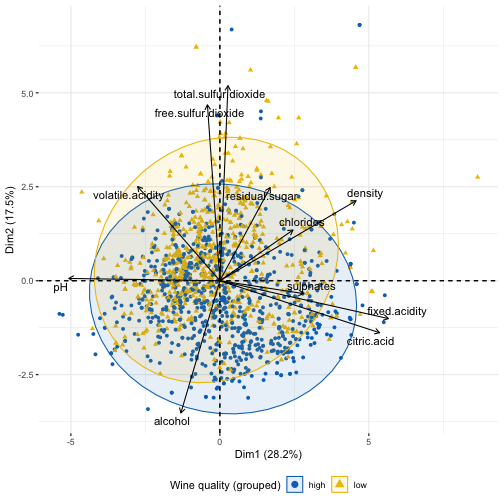 5.0
2.5
0.0
-2.5
-5
0
5
Dim2 (17.5%)
Dim1 (28.2%)
total.sulfur.dioxide
free.sulfur.dioxide
volatile.acidity
residual.sugar
density
chlorides
pH
sulphates
fixed.acidity
citric.acid
alcohol
Wine quality (grouped) high low